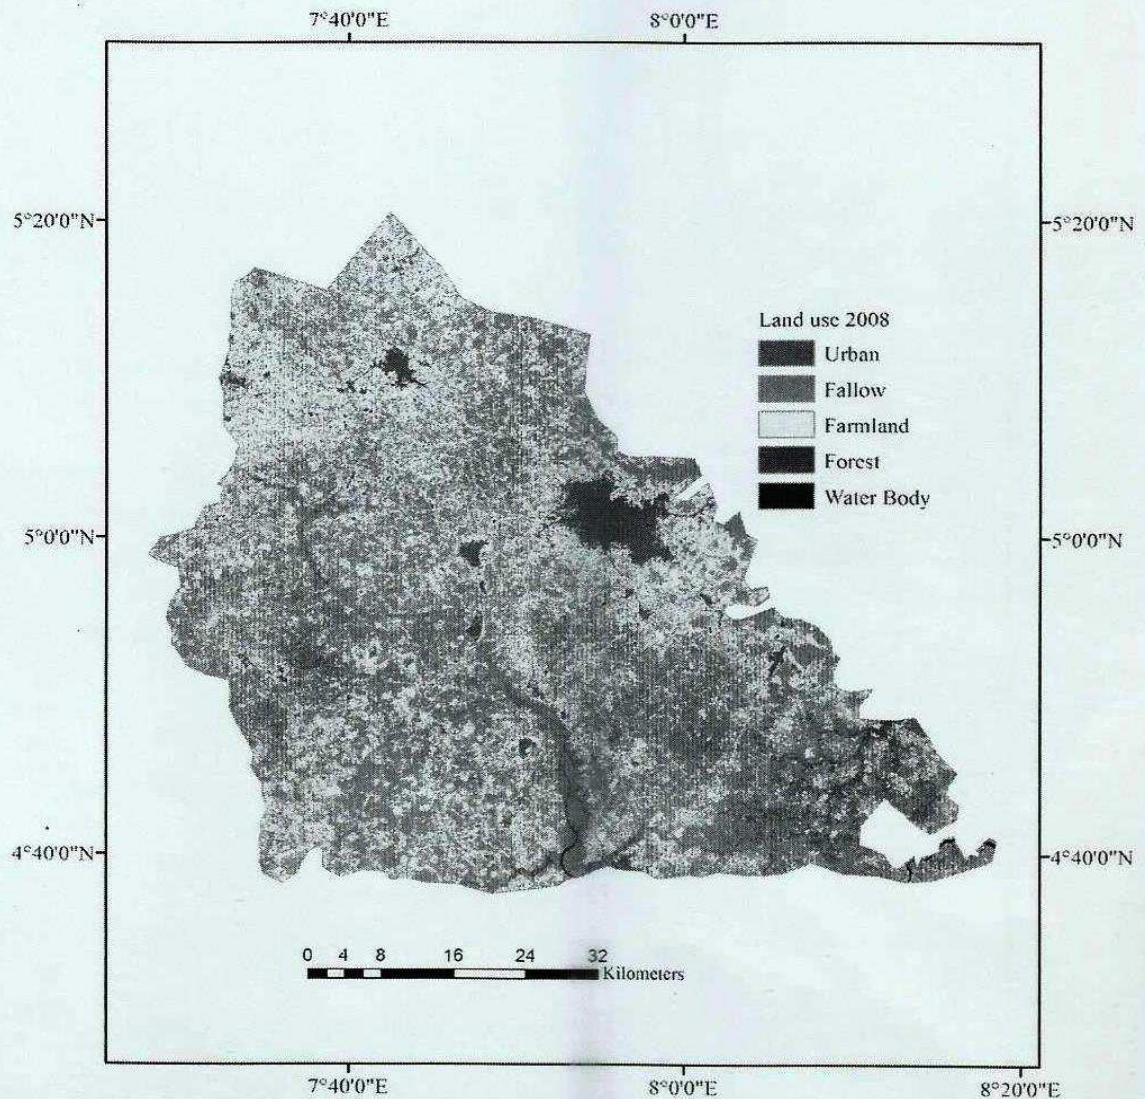 7°40'0"E 8°0'0"E
5°20'0"N 5°20'0"N
Land use 2008
Urban
Fallow
Farmland
Forest
Water Body
5°0'0"N 5°0'0"N
4°40'0"N 4°40'0"N
0 4 8 16 24 32
Kilometers
7°40'0"E 8°0'0"E 8°20'0"E